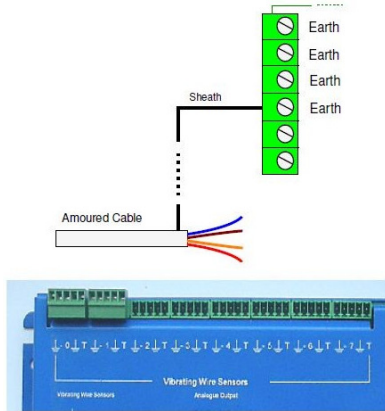 Earth
Earth
Earth
Sheath
Earth
Amoured Cable
- 0 T - 1 T - 2 T - 3 T - 4 T - 5 T - 6 T - 7 T
Vibrating Wire Sensors
Vibrating Wire Sensors
Analogue Output